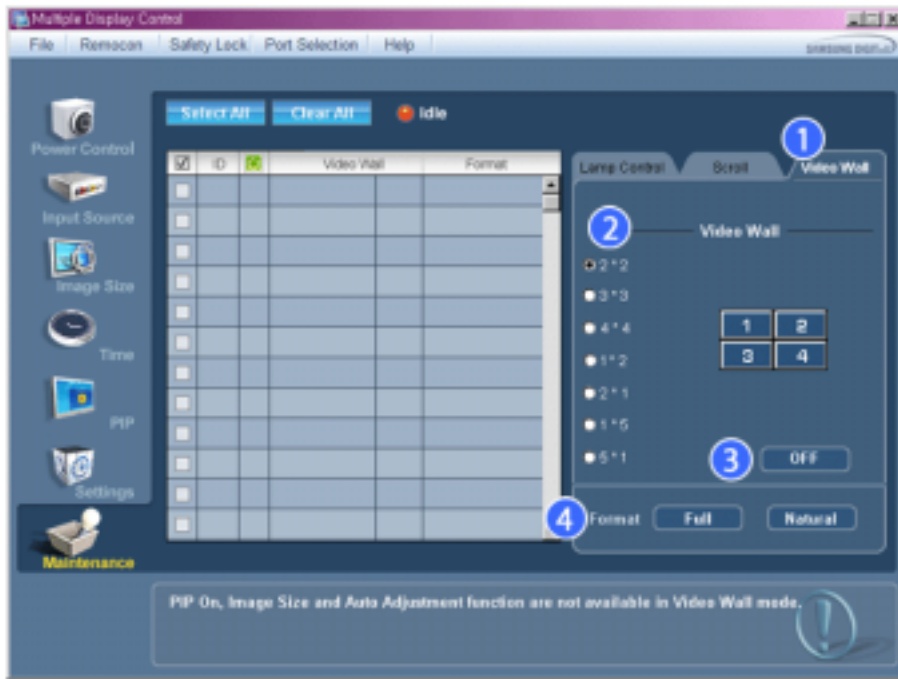 Multiple Display Control
File Remocon Safety Lock Port Selection Help
SAMSUNG DIGITall
Select All Clear All Idle
1
Power Control
ID Video Wall Format
Lamp Control Scroll Video Wall
Input Source
2 Video Wall
2 * 2
Image Size
3 * 3
4 * 4
1 2
Time
1 * 2
3 4
2 * 1
PIP
1 * 5
5 * 1
3 OFF
Settings
4 Format Full Natural
Maintenance
PIP On, Image Size and Auto Adjustment function are not available in Video Wall mode.